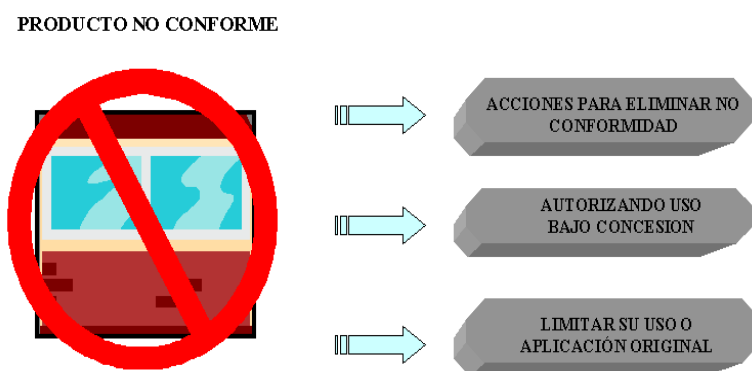 PRODUCTO NO CONFORME
ACCIONES PARA ELIMINAR NO
CONFORMIDAD
AUTORIZANDO USO
BAJO CONCESION
LIMITAR SU USO O
APLICACIÓN ORIGINAL